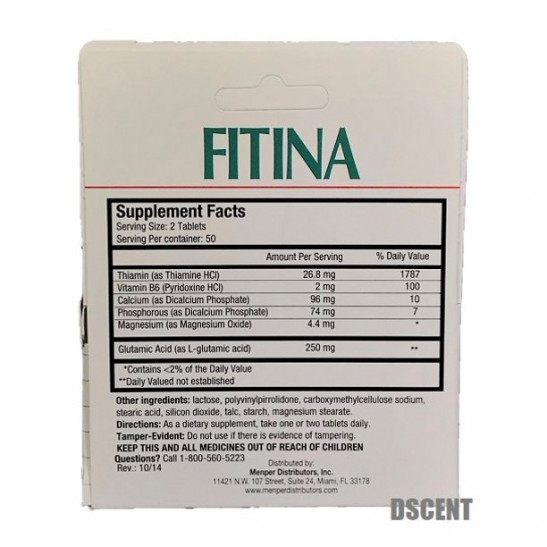 FITINA
Supplement Facts
Serving Size: 2 Tablets
Serving Per container: 50
Amount Per Serving % Daily Value
Thiamin (as Thiamine HCl) 26.8 mg 1787
Vitamin B6 (Pyridoxine HCl) 2 mg 100
Calcium (as Dicalcium Phosphate) 96 mg 10
Phosphorous (as Dicalcium Phosphate) 74 mg 7
Magnesium (as Magnesium Oxide) 4.4 mg *
Glutamic Acid (as L-glutamic acid) 250 mg **
*Contains <2% of the Daily Value
**Daily Valued not established
Other ingredients: lactose, polyvinylpirrolidone, carboxymethylcellulose sodium,
stearic acid, silicon dioxide, talc, starch, magnesium stearate.
Directions: As a dietary supplement, take one or two tablets daily.
Tamper-Evident: Do not use if there is evidence of tampering.
KEEP THIS AND ALL MEDICINES OUT OF REACH OF CHILDREN
Questions? Call 1-800-560-5223
Rev.: 10/14
Distributed by:
Menper Distributors, Inc.
11421 N.W. 107 Street, Suite 24, Miami, FL 33178
www.menperdistributors.com
DSCENT